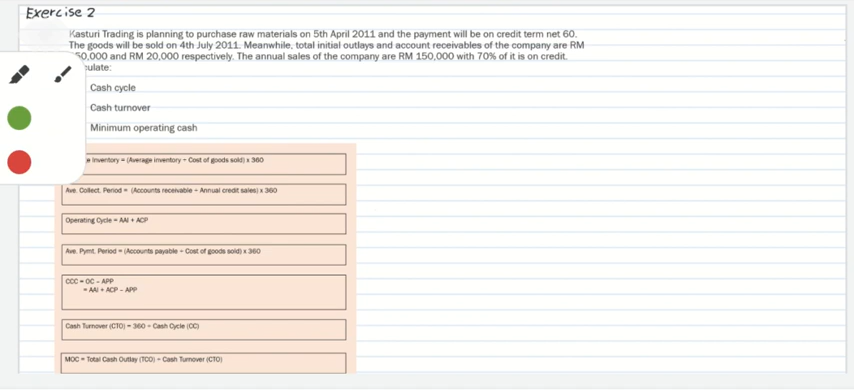 Exercise 2
Kasturi Trading is planning to purchase raw materials on 5th April 2011 and the payment will be on credit term net 60.
The goods will be sold on 4th July 2011. Meanwhile, total initial outlays and account receivables of the company are RM
50,000 and RM 20,000 respectively. The annual sales of the company are RM 150,000 with 70% of it is on credit.
culate:
Cash cycle
Cash turnover
Minimum operating cash
Inventory = (Average inventory ÷ Cost of goods sold) x 360
Ave. Collect. Period = (Accounts receivable ÷ Annual credit sales) x 360
Operating Cycle = AAI + ACP
Ave. Pymt. Period = (Accounts payable ÷ Cost of goods sold) x 360
CCC = OC – APP
= AAI + ACP – APP
Cash Turnover (CTO) = 360 ÷ Cash Cycle (CC)
MOC = Total Cash Outlay (TCO) ÷ Cash Turnover (CTO)